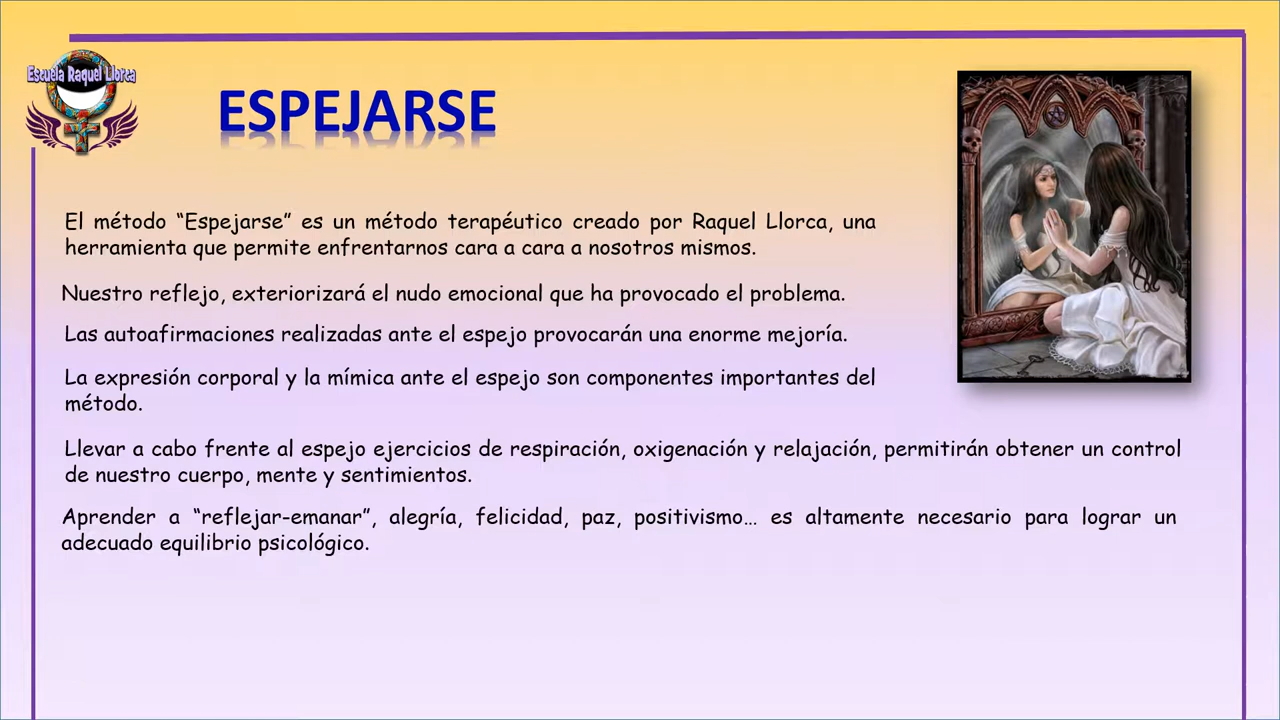 Escuela Raquel Llorca
ESPEJARSE
El método “Espejarse” es un método terapéutico creado por Raquel Llorca, una
herramienta que permite enfrentarnos cara a cara a nosotros mismos.
Nuestro reflejo, exteriorizará el nudo emocional que ha provocado el problema.
Las autoafirmaciones realizadas ante el espejo provocarán una enorme mejoría.
La expresión corporal y la mímica ante el espejo son componentes importantes del
método.
Llevar a cabo frente al espejo ejercicios de respiración, oxigenación y relajación, permitirán obtener un control
de nuestro cuerpo, mente y sentimientos.
Aprender a “reflejar-emanar”, alegría, felicidad, paz, positivismo… es altamente necesario para lograr un
adecuado equilibrio psicológico.